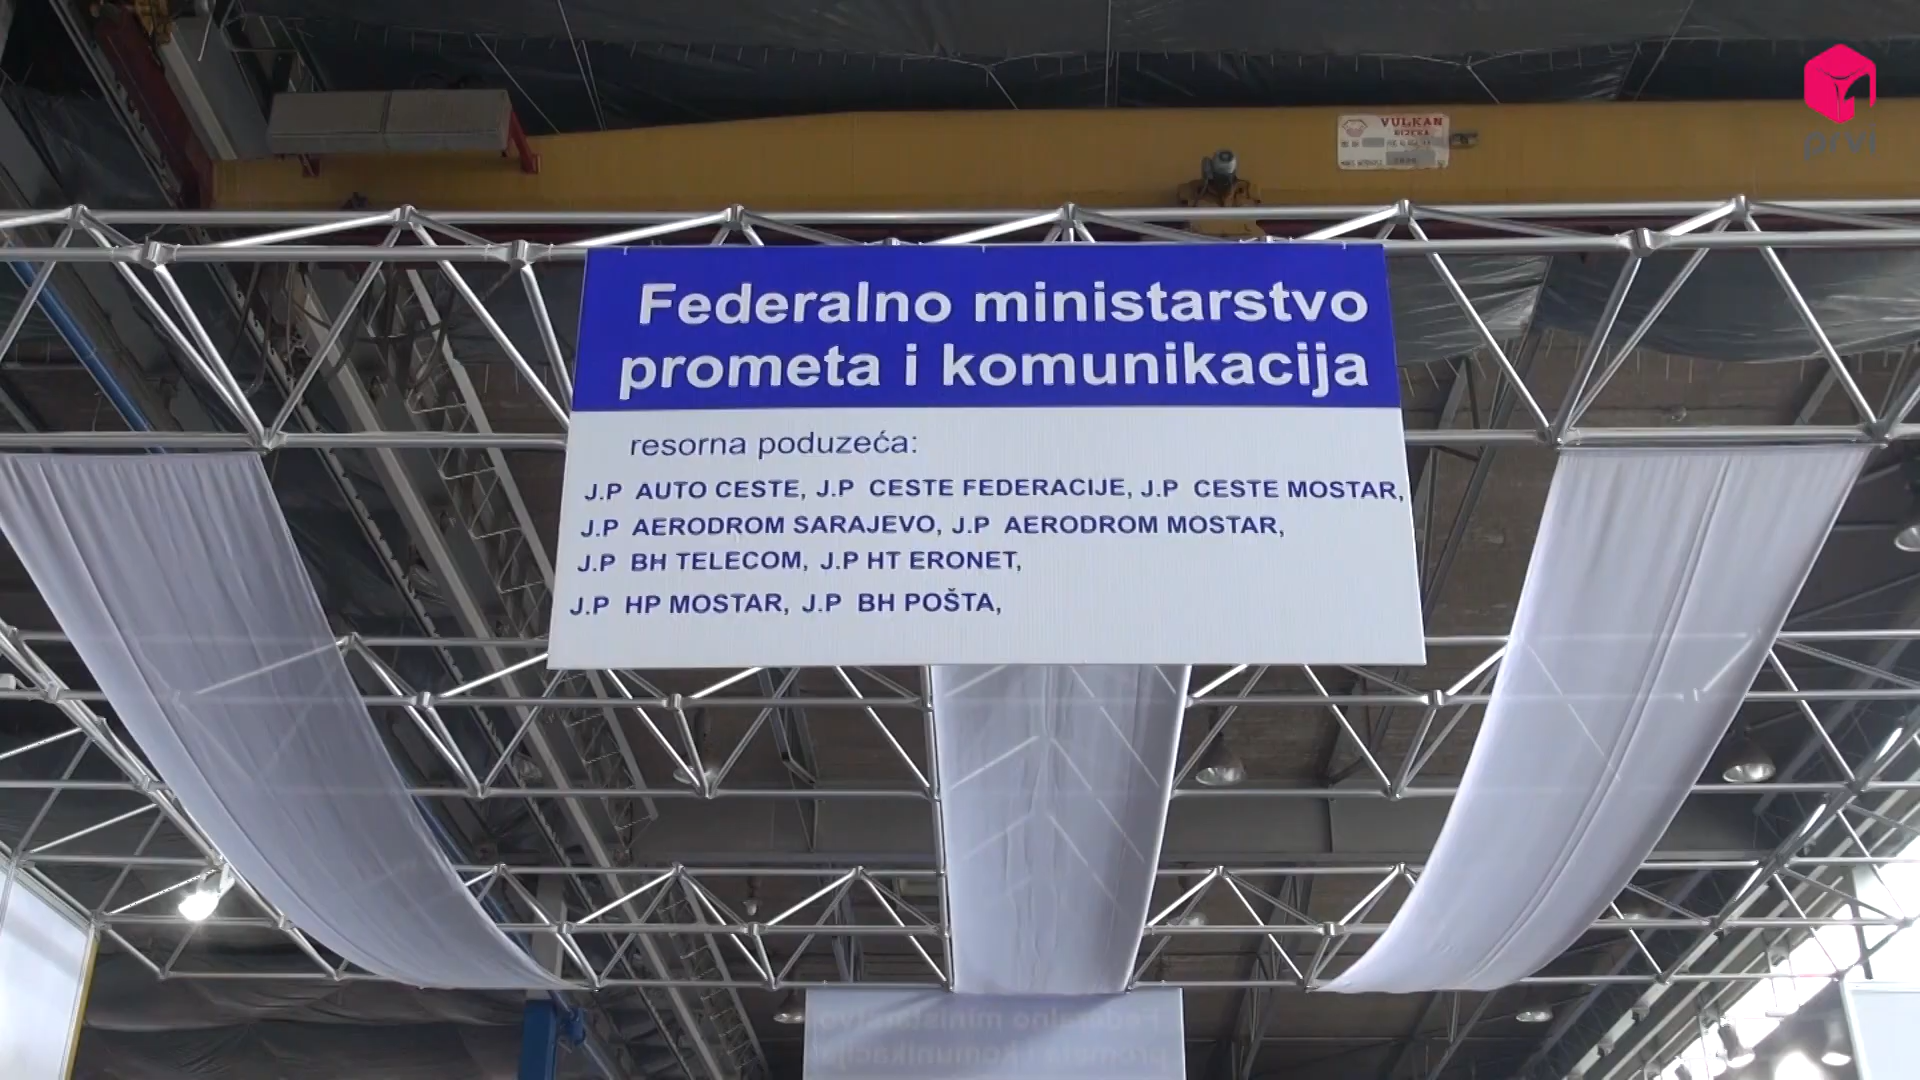 prvi
VULKAN
RIJEKA
Federalno ministarstvo
prometa i komunikacija
resorna poduzeća:
J.P AUTO CESTE, J.P CESTE FEDERACIJE, J.P CESTE MOSTAR,
J.P AERODROM SARAJEVO, J.P AERODROM MOSTAR,
J.P BH TELECOM, J.P HT ERONET,
J.P HP MOSTAR, J.P BH POŠTA,